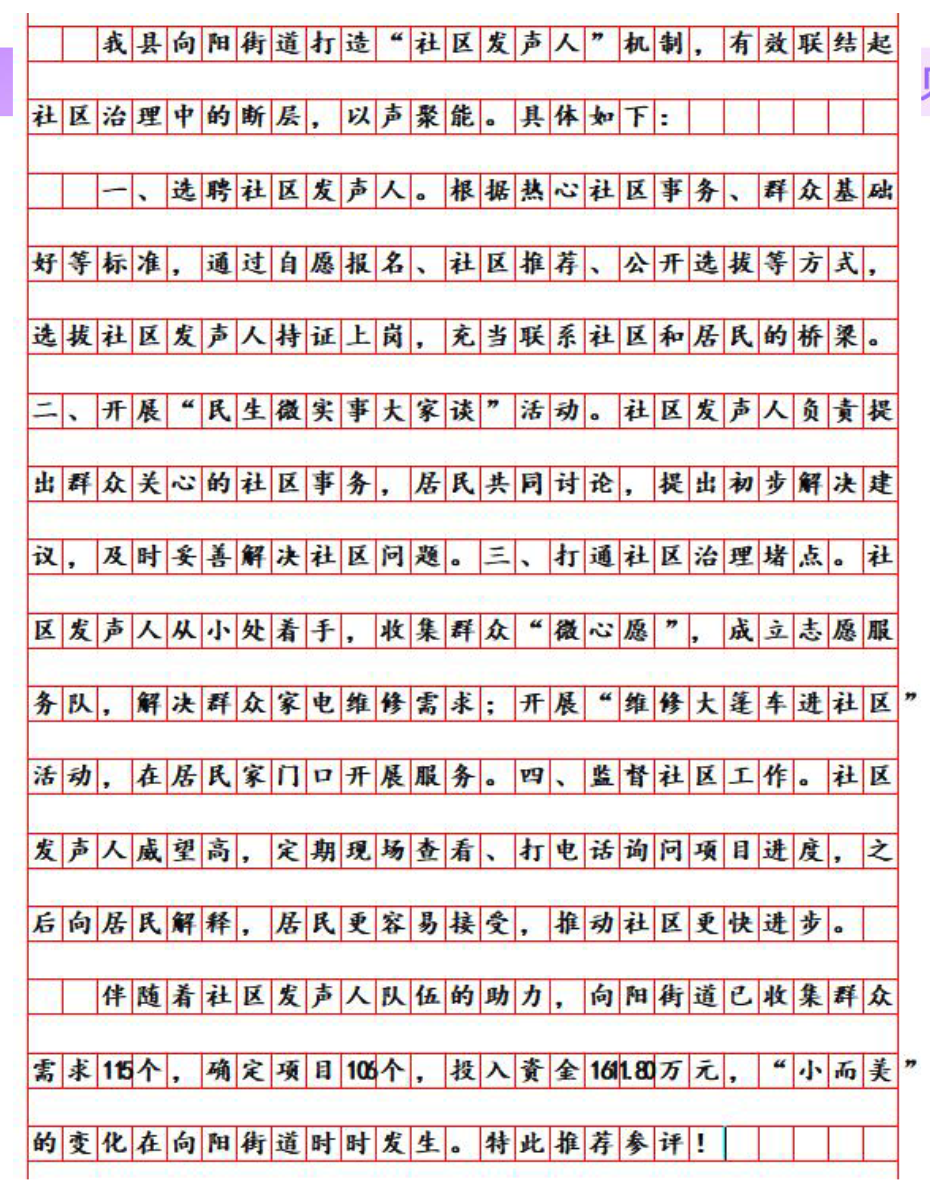 我县向阳街道打造“社区发声人”机制，有效联结起
社区治理中的断层，以声聚能。具体如下：
一、选聘社区发声人。根据热心社区事务、群众基础
好等标准，通过自愿报名、社区推荐、公开选拔等方式，
选拔社区发声人持证上岗，充当联系社区和居民的桥梁。
二、开展“民生微实事大家谈”活动。社区发声人负责提
出群众关心的社区事务，居民共同讨论，提出初步解决建
议，及时妥善解决社区问题。三、打通社区治理堵点。社
区发声人从小处着手，收集群众“微心愿”，成立志愿服
务队，解决群众家电维修需求；开展“维修大篷车进社区”
活动，在居民家门口开展服务。四、监督社区工作。社区
发声人威望高，定期现场查看、打电话询问项目进度，之
后向居民解释，居民更容易接受，推动社区更快进步。
伴随着社区发声人队伍的助力，向阳街道已收集群众
需求115个，确定项目106个，投入资金1611.80万元，“小而美”
的变化在向阳街道时时发生。特此推荐参评！